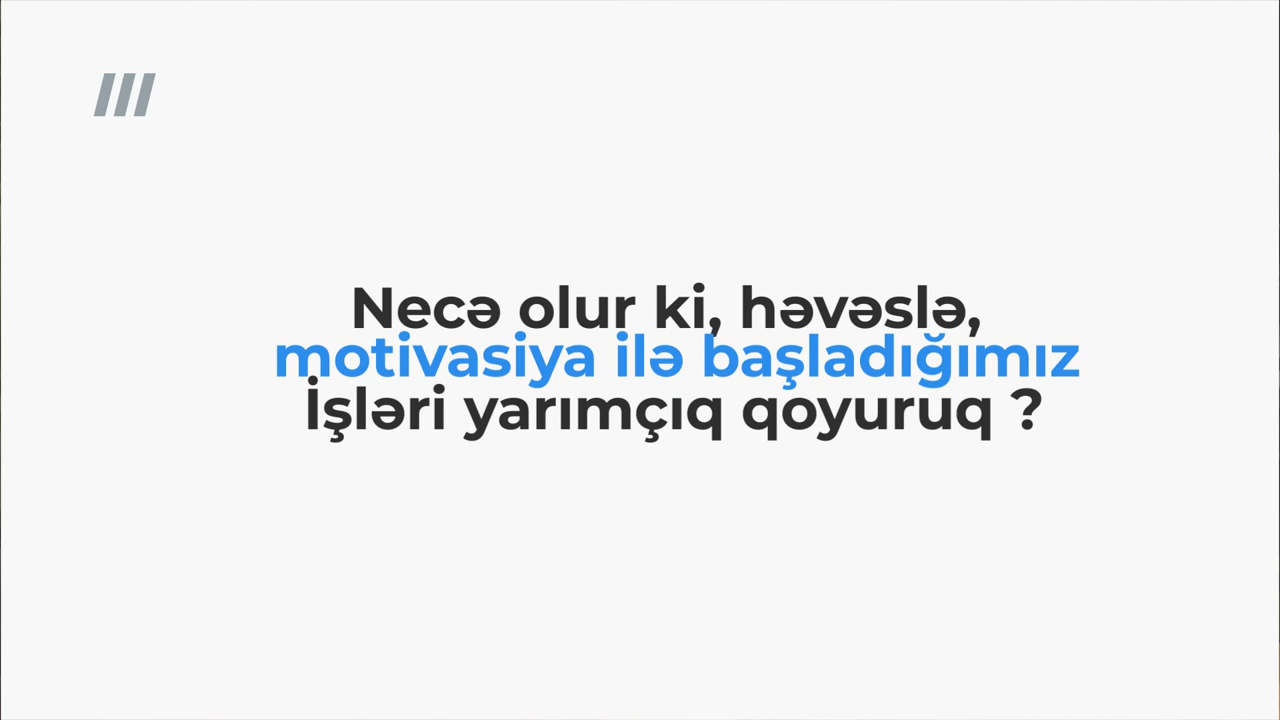 Necə olur ki, həvəslə,
motivasiya ilə başladığımız
İşləri yarımçıq qoyuruq ?